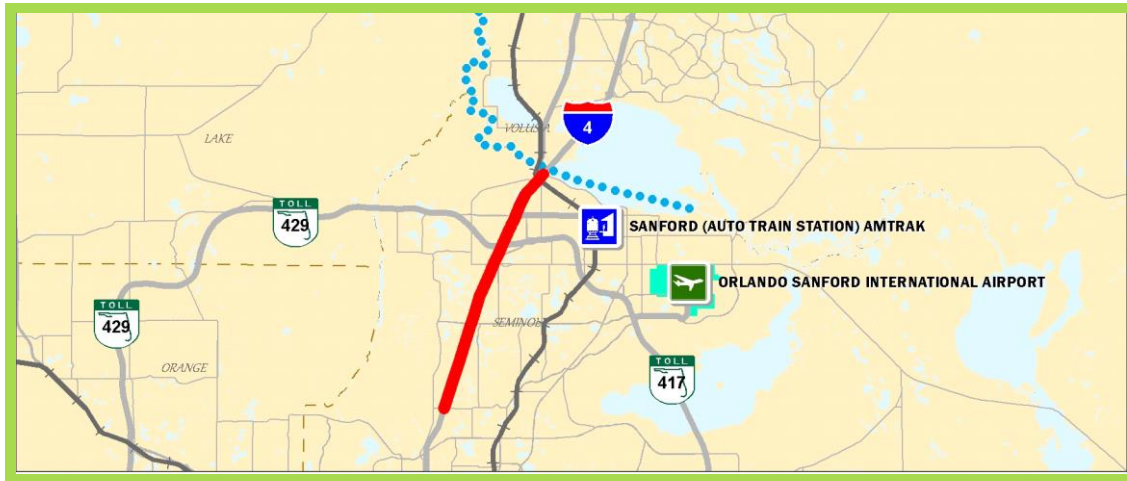 VOLUSIA
4
LAKE
TOLL
429
SANFORD (AUTO TRAIN STATION) AMTRAK
ORLANDO SANFORD INTERNATIONAL AIRPORT
TOLL
429
SEMINOLE
ORANGE
TOLL
417